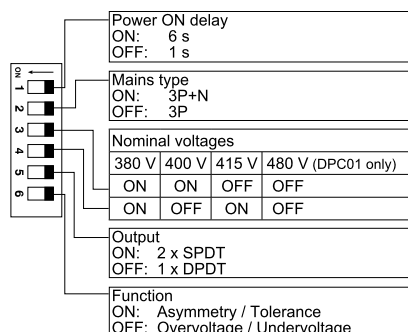 Power ON delay
ON: 6 s
OFF: 1 s
ON
1
2
3
4
5
6
Mains type
ON: 3P+N
OFF: 3P
Nominal voltages
380 V 400 V 415 V 480 V (DPC01 only)
ON ON OFF OFF
ON OFF ON OFF
Output
ON: 2 x SPDT
OFF: 1 x DPDT
Function
ON: Asymmetry / Tolerance
OFF: Overvoltage / Undervoltage